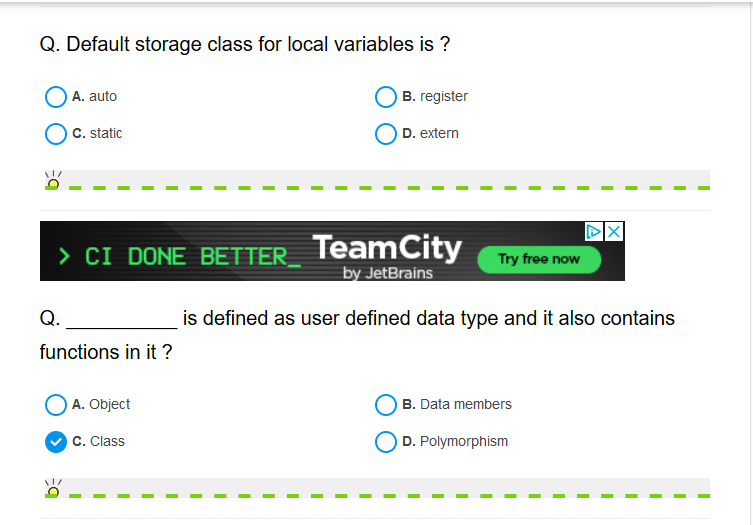 Q. Default storage class for local variables is ?
A. auto
B. register
C. static
D. extern
> CI DONE BETTER_
TeamCity
by JetBrains
Try free now
Q. __________ is defined as user defined data type and it also contains
functions in it ?
A. Object
B. Data members
C. Class
D. Polymorphism